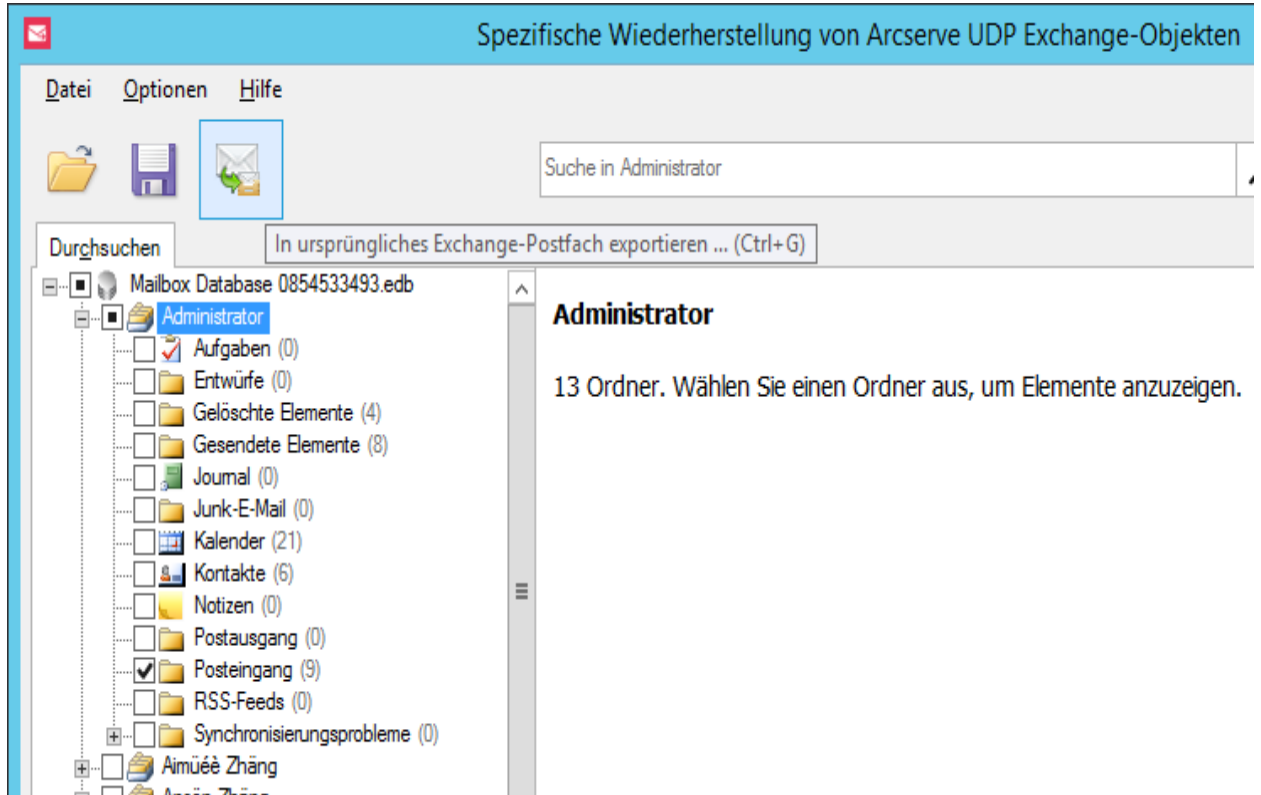 Spezifische Wiederherstellung von Arcserve UDP Exchange-Objekten
Datei Optionen Hilfe
Suche in Administrator
Durchsuchen
In ursprüngliches Exchange-Postfach exportieren ... (Ctrl+G)
Mailbox Database 0854533493.edb
Administrator
Aufgaben (0)
Entwürfe (0)
Gelöschte Elemente (4)
Gesendete Elemente (8)
Journal (0)
Junk-E-Mail (0)
Kalender (21)
Kontakte (6)
Notizen (0)
Postausgang (0)
Posteingang (9)
RSS-Feeds (0)
Synchronisierungsprobleme (0)
Aimüéè Zhäng
Administrator
13 Ordner. Wählen Sie einen Ordner aus, um Elemente anzuzeigen.